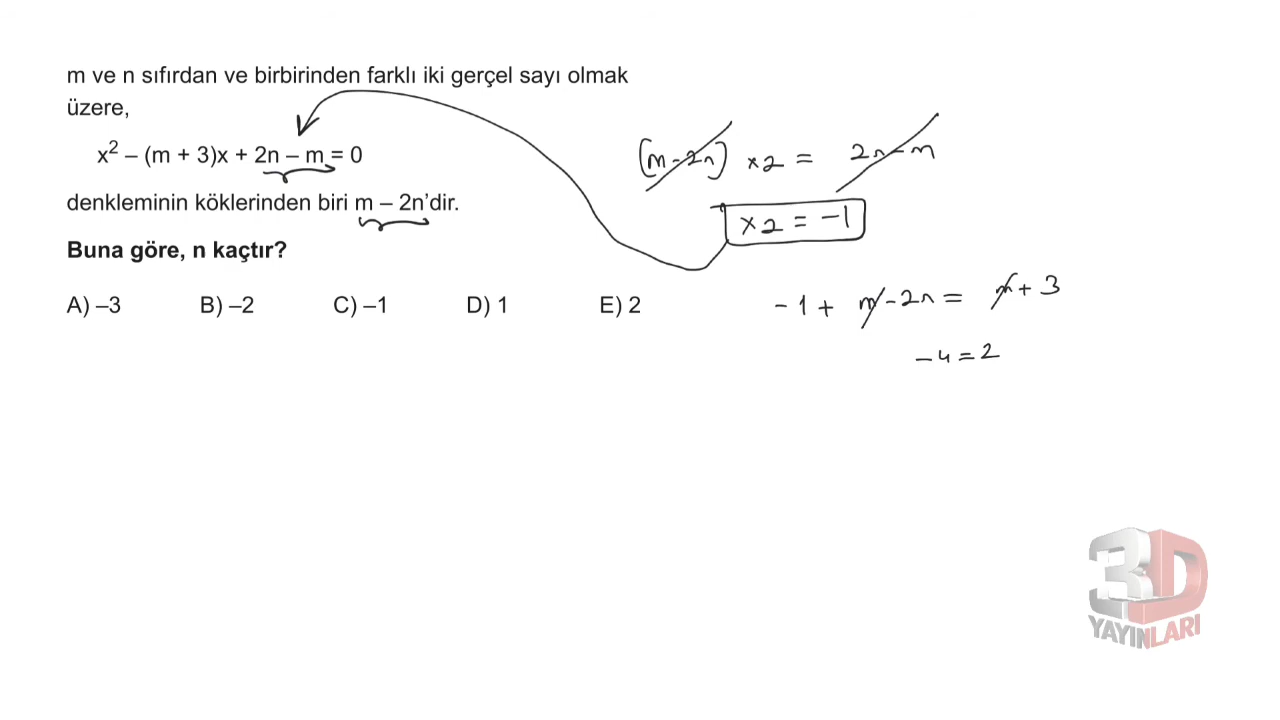 m ve n sıfırdan ve birbirinden farklı iki gerçel sayı olmak
üzere,
x² – (m + 3)x + 2n – m = 0
denkleminin köklerinden biri m – 2n’dir.
Buna göre, n kaçtır?
A) –3 B) –2 C) –1 D) 1 E) 2
(m-2n) x2 = 2n-m
x2 = -1
-1 + m-2n = m+3
-4=2
3D
YAYINLARI